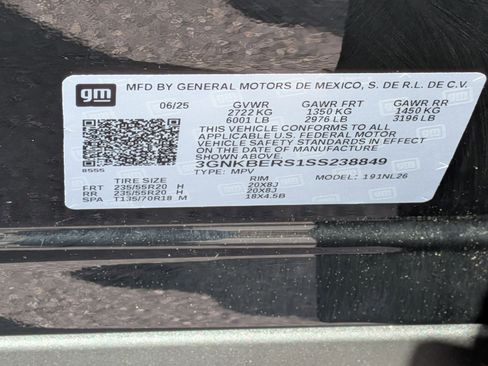 gm MFD BY GENERAL MOTORS DE MEXICO, S. DE R.L. DE C.V.
06/25 GVWR GAWR FRT GAWR RR
2722 KG 1350 KG 1450 KG
6001 LB 2976 LB 3196 LB
THIS VEHICLE CONFORMS TO ALL
APPLICABLE U.S. FEDERAL MOTOR
VEHICLE SAFETY STANDARDS IN EFFECT
ON THE DATE OF MANUFACTURE SHOWN ABOVE.
8555 3GNKBERS1SS238849
TYPE: MPV MODEL: 191NL26
TIRE SIZE RIM
FRT 235/55R20 H 20X8J
RR 235/55R20 H 20X8J
SPA T135/70R18 M 18X4.5B